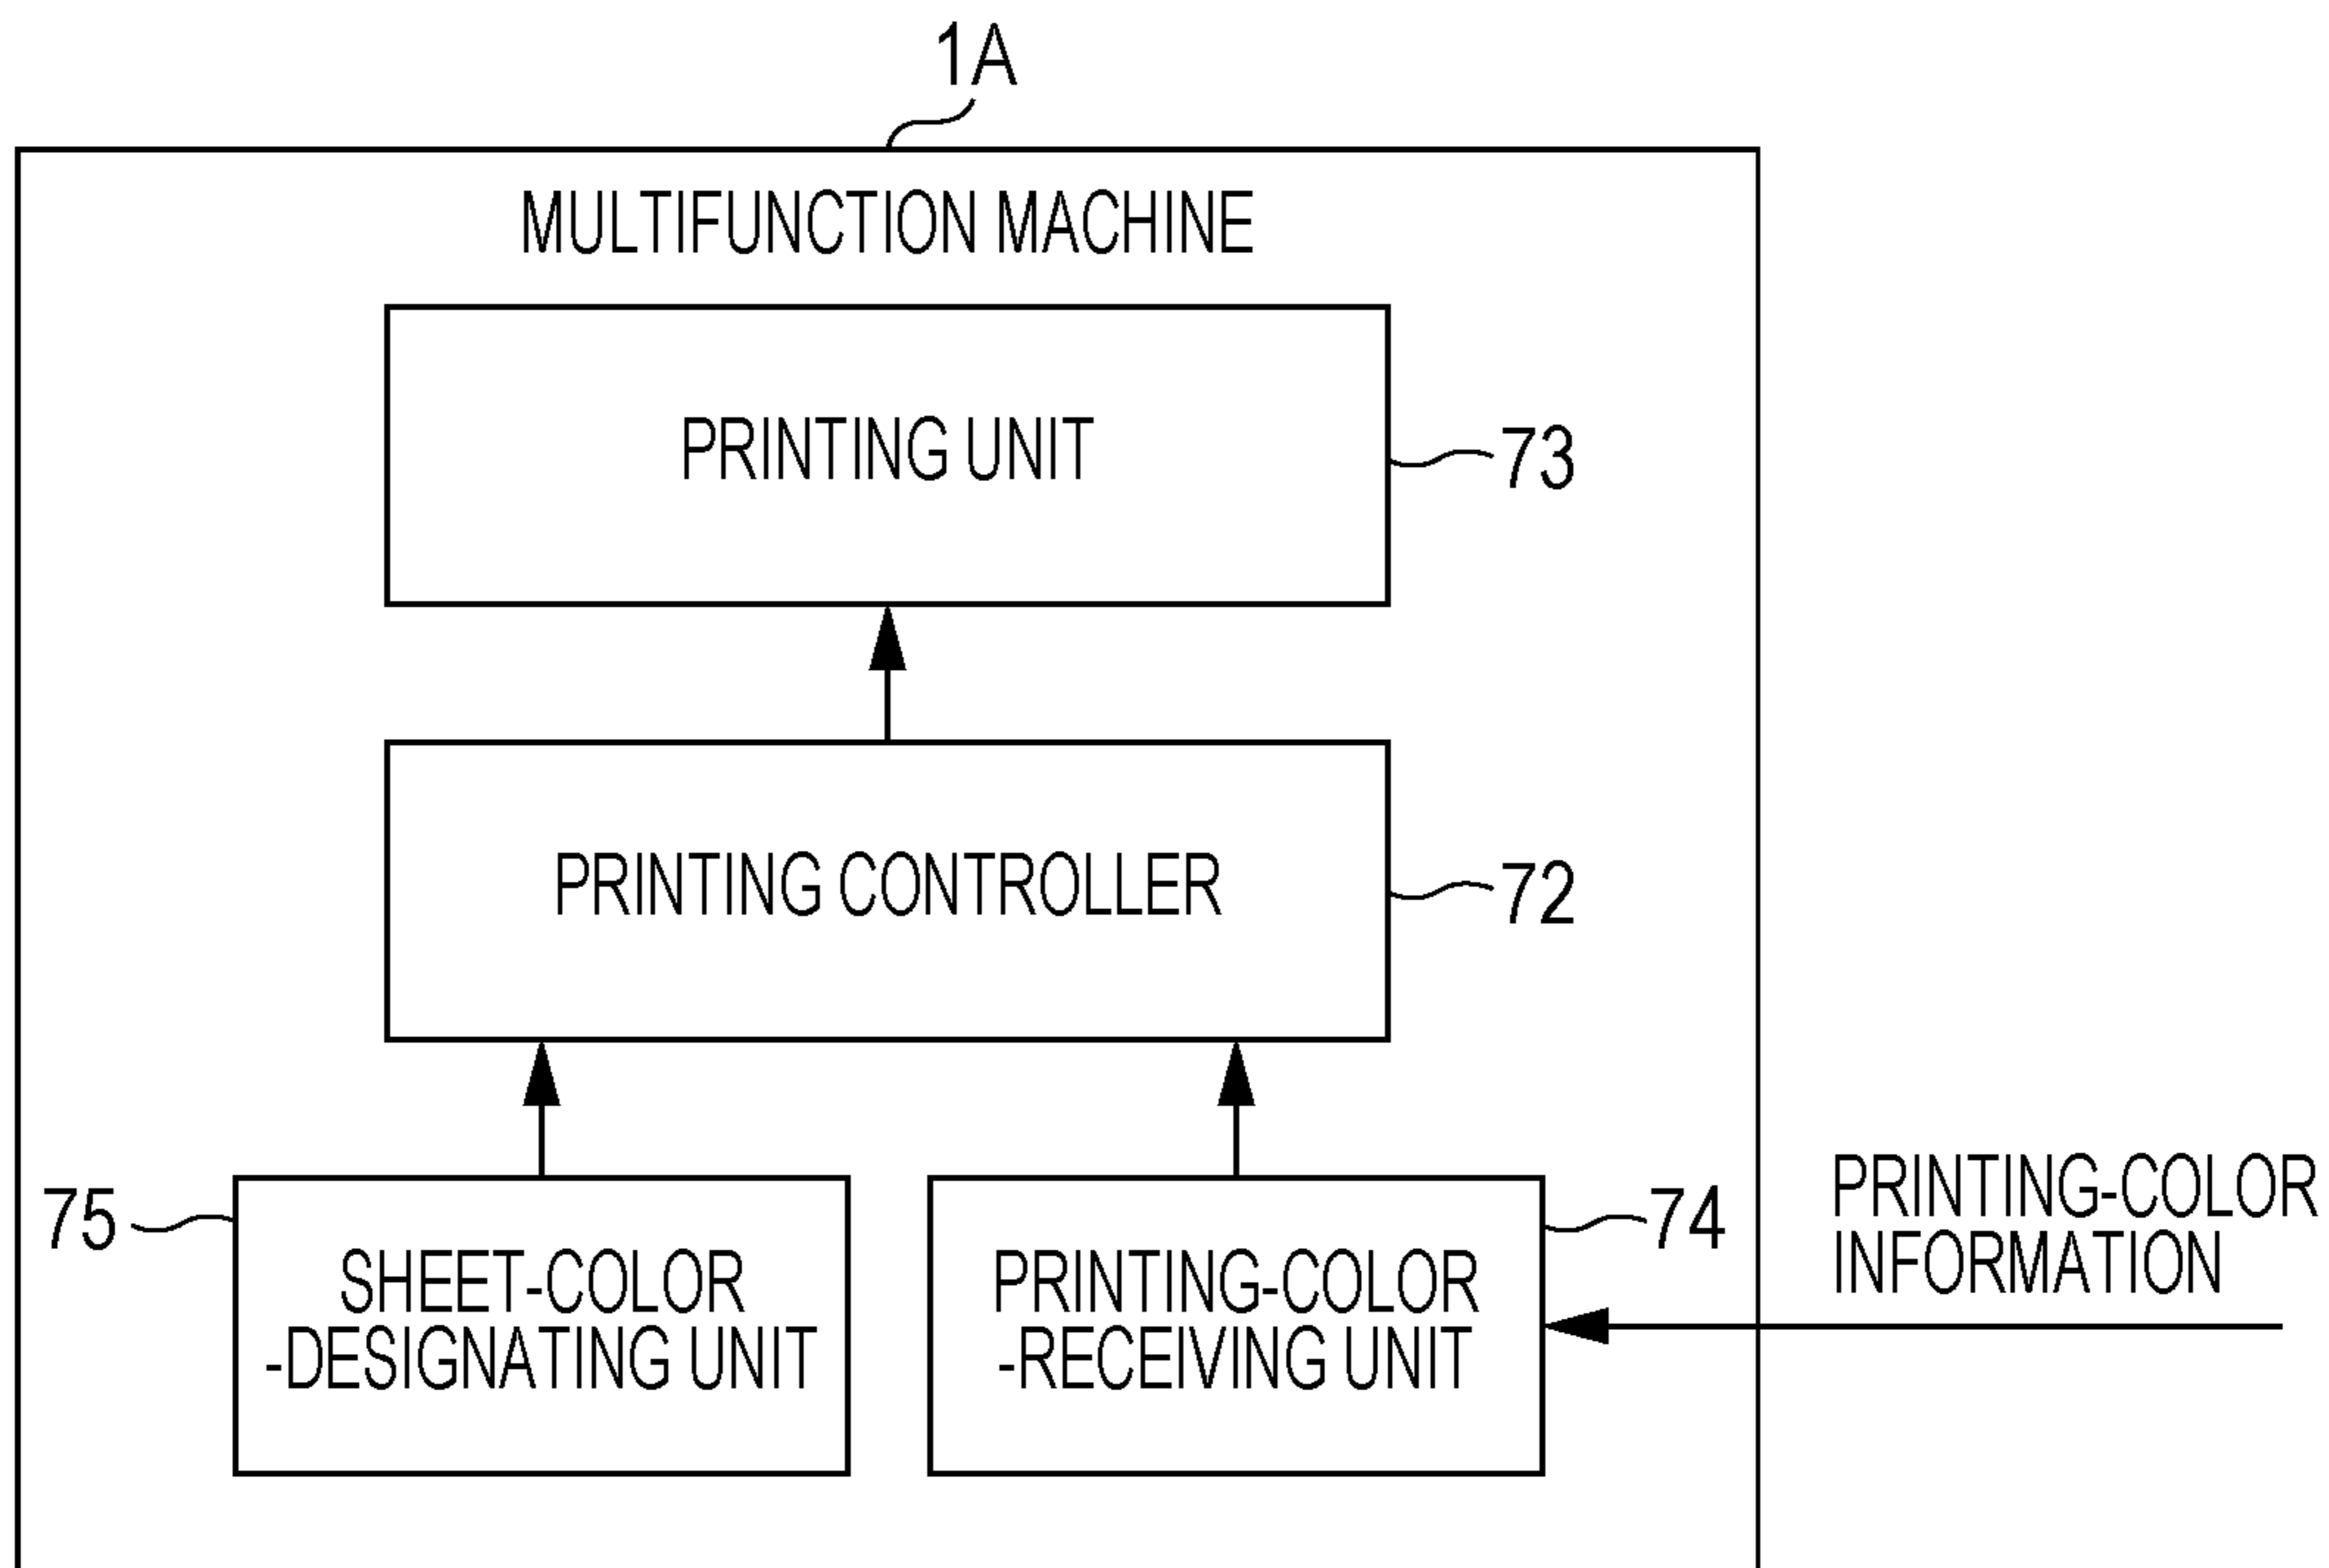 1A
MULTIFUNCTION MACHINE
PRINTING UNIT
73
PRINTING CONTROLLER
72
75
SHEET-COLOR
-DESIGNATING UNIT
PRINTING-COLOR
-RECEIVING UNIT
74
PRINTING-COLOR
INFORMATION